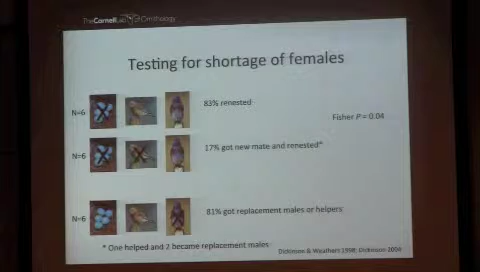 TheCornellLab of Ornithology
Testing for shortage of females
N=6
83% renested
Fisher P = 0.04
N=6
17% got new mate and renested*
N=6
81% got replacement males or helpers
* One helped and 2 became replacement males
Dickinson & Weathers 1998; Dickinson 2004